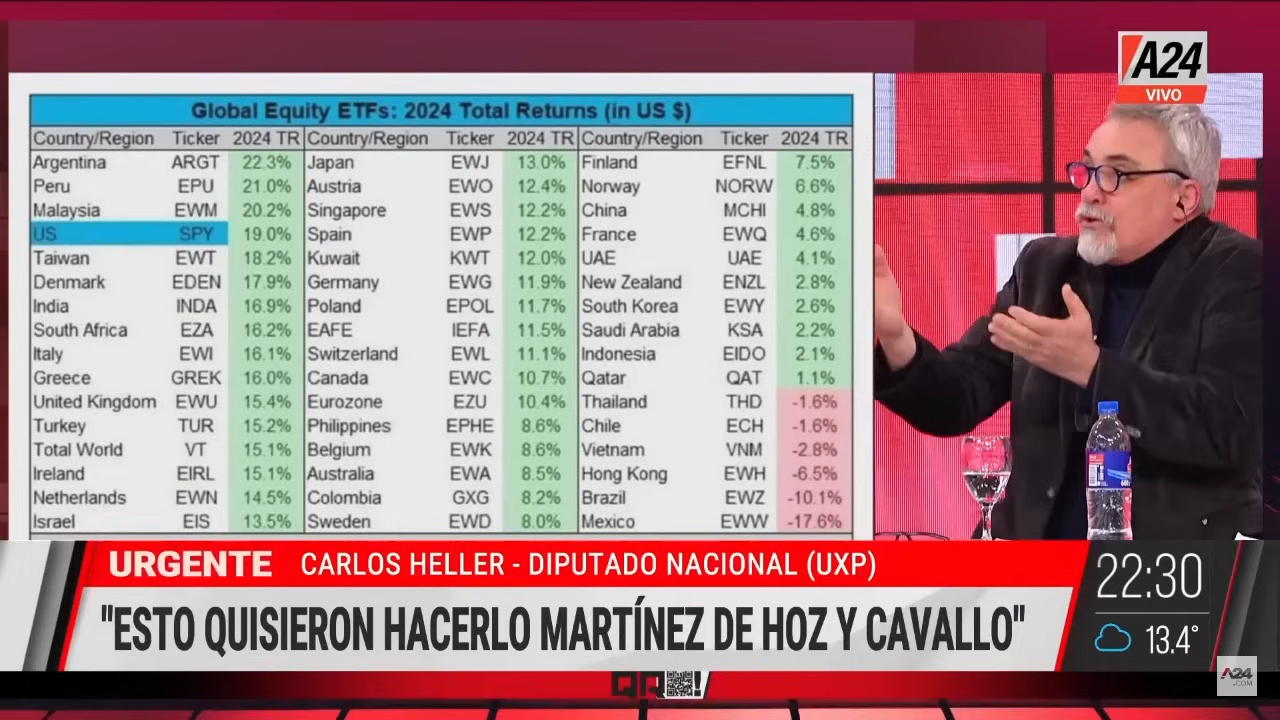 A24
VIVO
Global Equity ETFs: 2024 Total Returns (in US $)
Country/Region Ticker 2024 TR Country/Region Ticker 2024 TR Country/Region Ticker 2024 TR
Argentina ARGT 22.3% Japan EWJ 13.0% Finland EFNL 7.5%
Peru EPU 21.0% Austria EWO 12.4% Norway NORW 6.6%
Malaysia EWM 20.2% Singapore EWS 12.2% China MCHI 4.8%
US SPY 19.0% Spain EWP 12.2% France EWQ 4.6%
Taiwan EWT 18.2% Kuwait KWT 12.0% UAE UAE 4.1%
Denmark EDEN 17.9% Germany EWG 11.9% New Zealand ENZL 2.8%
India INDA 16.9% Poland EPOL 11.7% South Korea EWY 2.6%
South Africa EZA 16.2% EAFE IEFA 11.5% Saudi Arabia KSA 2.2%
Italy EWI 16.1% Switzerland EWL 11.1% Indonesia EIDO 2.1%
Greece GREK 16.0% Canada EWC 10.7% Qatar QAT 1.1%
United Kingdom EWU 15.4% Eurozone EZU 10.4% Thailand THD -1.6%
Turkey TUR 15.2% Philippines EPHE 8.6% Chile ECH -1.6%
Total World VT 15.1% Belgium EWK 8.6% Vietnam VNM -2.8%
Ireland EIRL 15.1% Australia EWA 8.5% Hong Kong EWH -6.5%
Netherlands EWN 14.5% Colombia GXG 8.2% Brazil EWZ -10.1%
Israel EIS 13.5% Sweden EWD 8.0% Mexico EWW -17.6%
URGENTE CARLOS HELLER - DIPUTADO NACIONAL (UXP)
"ESTO QUISIERON HACERLO MARTÍNEZ DE HOZ Y CAVALLO"
22:30
13.4°
A24
.COM